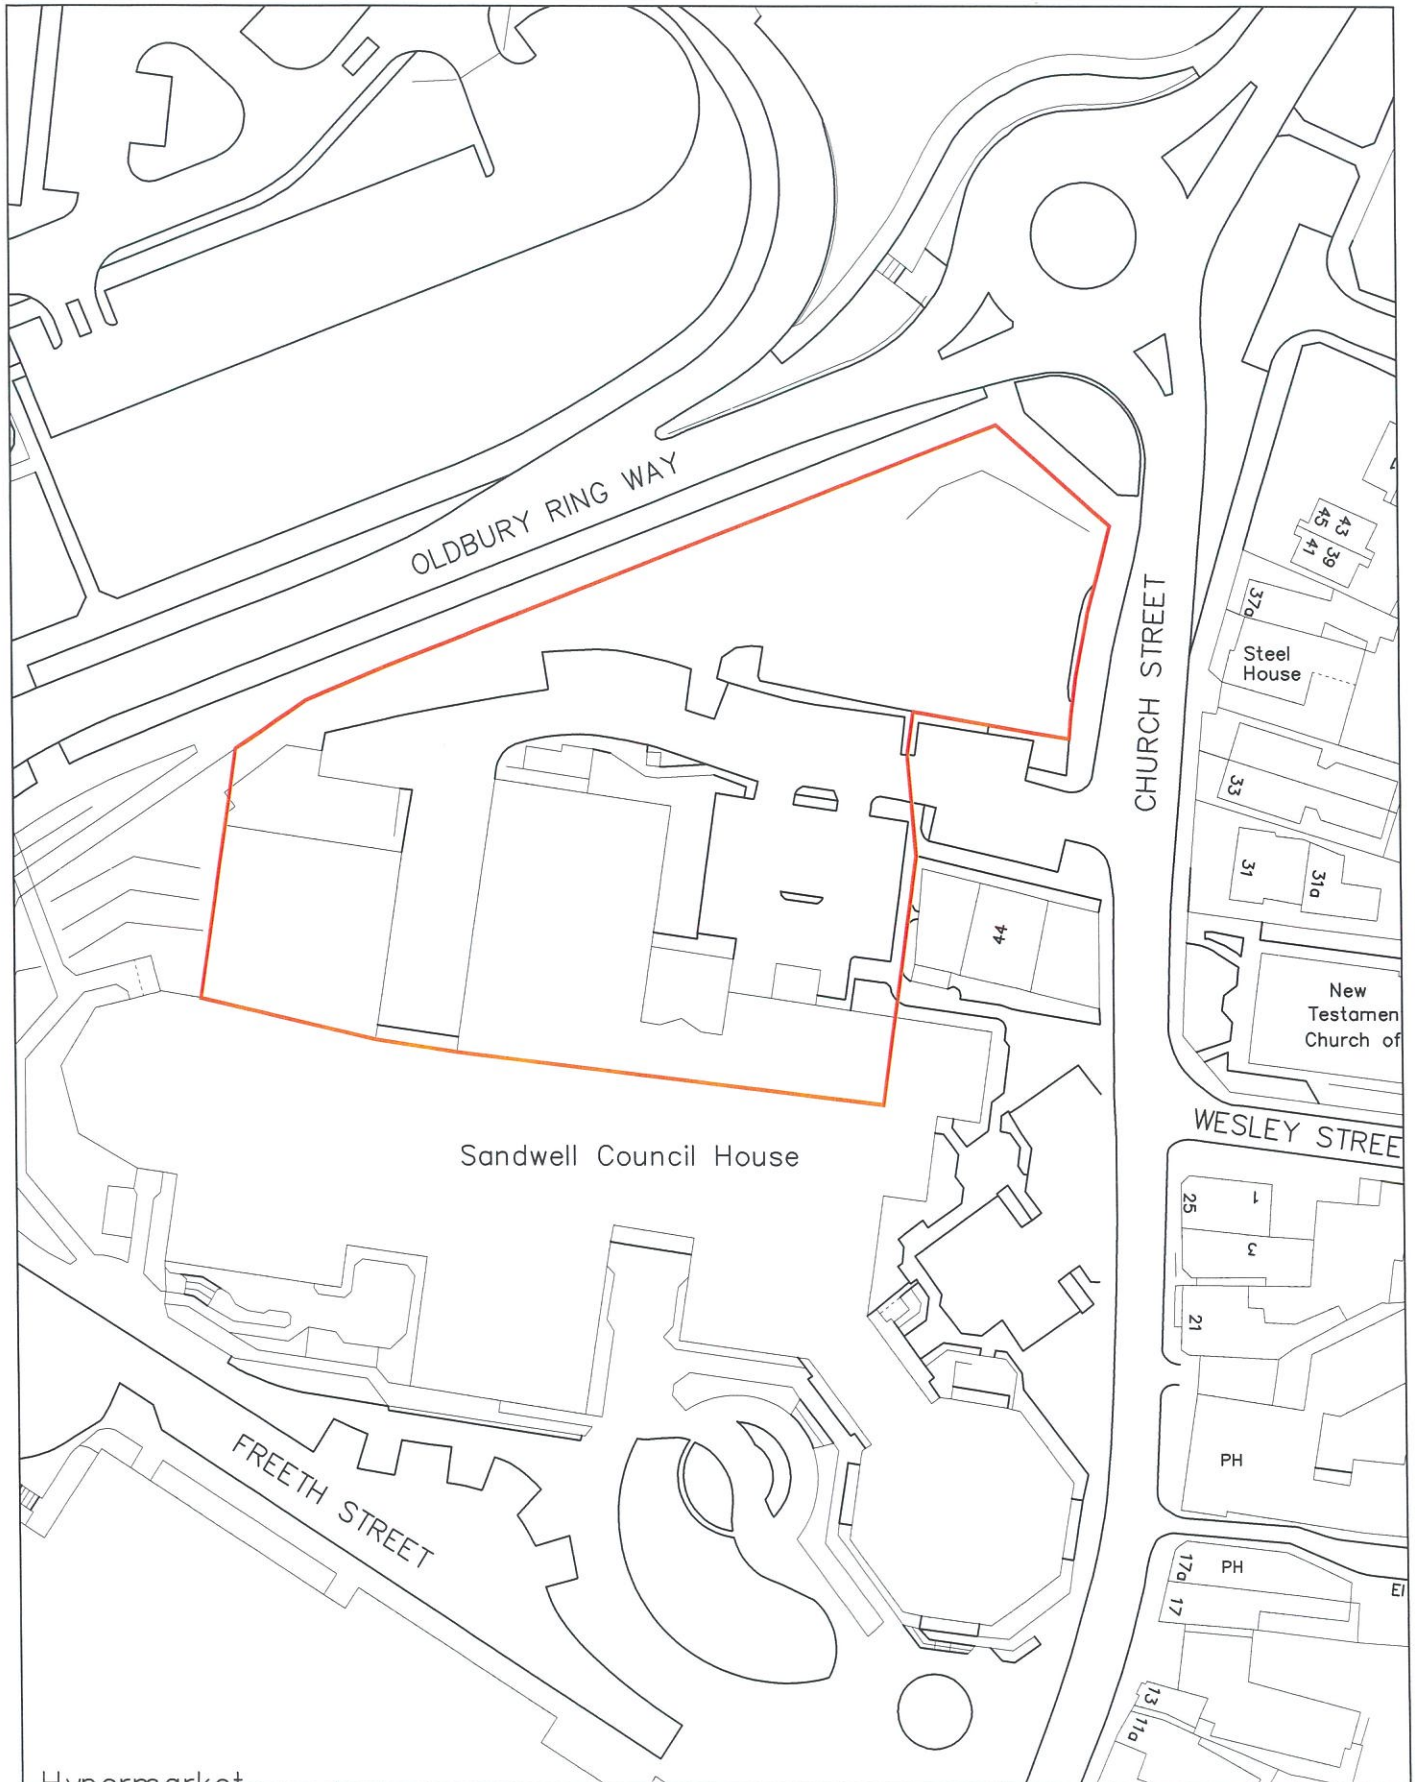 OLDBURY RING WAY
CHURCH STREET
45
43
41
39
37a
Steel
House
33
31
31a
44
New
Testamen
Church of
WESLEY STREE
Sandwell Council House
25
1
3
21
PH
FREETH STREET
17a
PH
17
El
13
11a
Hypermarket